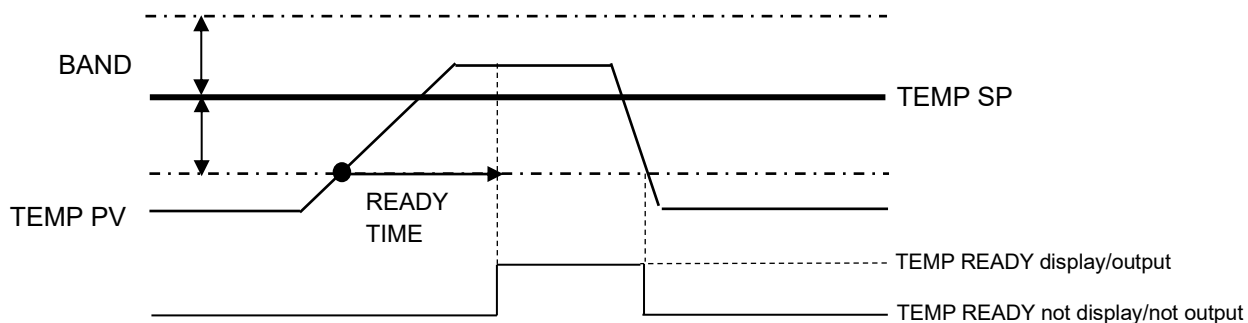 BAND
TEMP SP
TEMP PV
READY
TIME
TEMP READY display/output
TEMP READY not display/not output